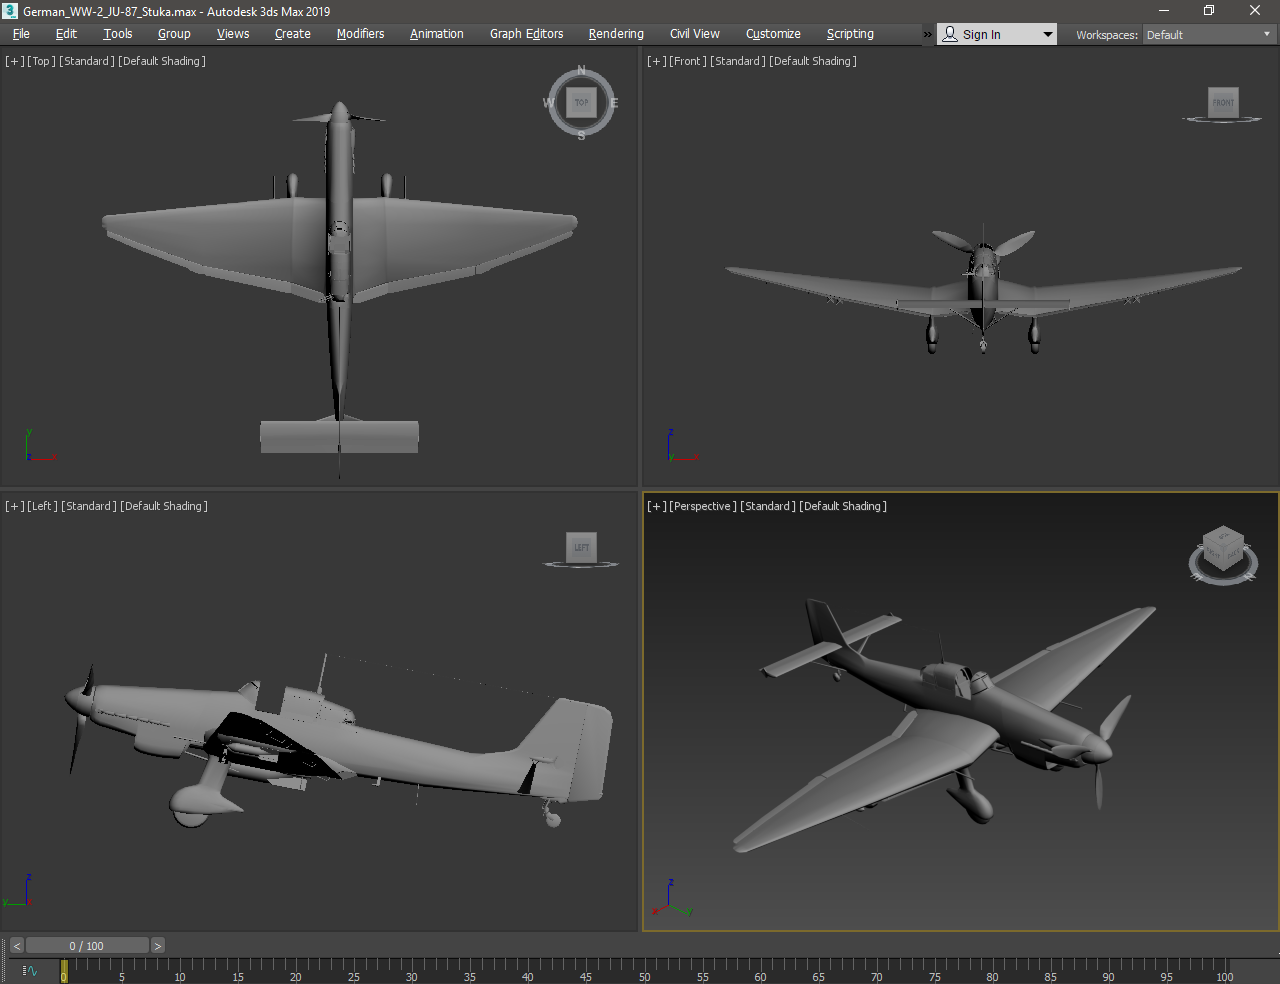 German_WW-2_JU-87_Stuka.max - Autodesk 3ds Max 2019
File Edit Tools Group Views Create Modifiers Animation Graph Editors Rendering Civil View Customize Scripting » Sign In Workspaces: Default
[+] [Top] [Standard] [Default Shading]
N
W TOP E
S
y
z x
[+] [Front] [Standard] [Default Shading]
FRONT
z
y x
[+] [Left] [Standard] [Default Shading]
LEFT
z
y
[+] [Perspective] [Standard] [Default Shading]
z
x y
< 0 / 100 >
0 5 10 15 20 25 30 35 40 45 50 55 60 65 70 75 80 85 90 95 100